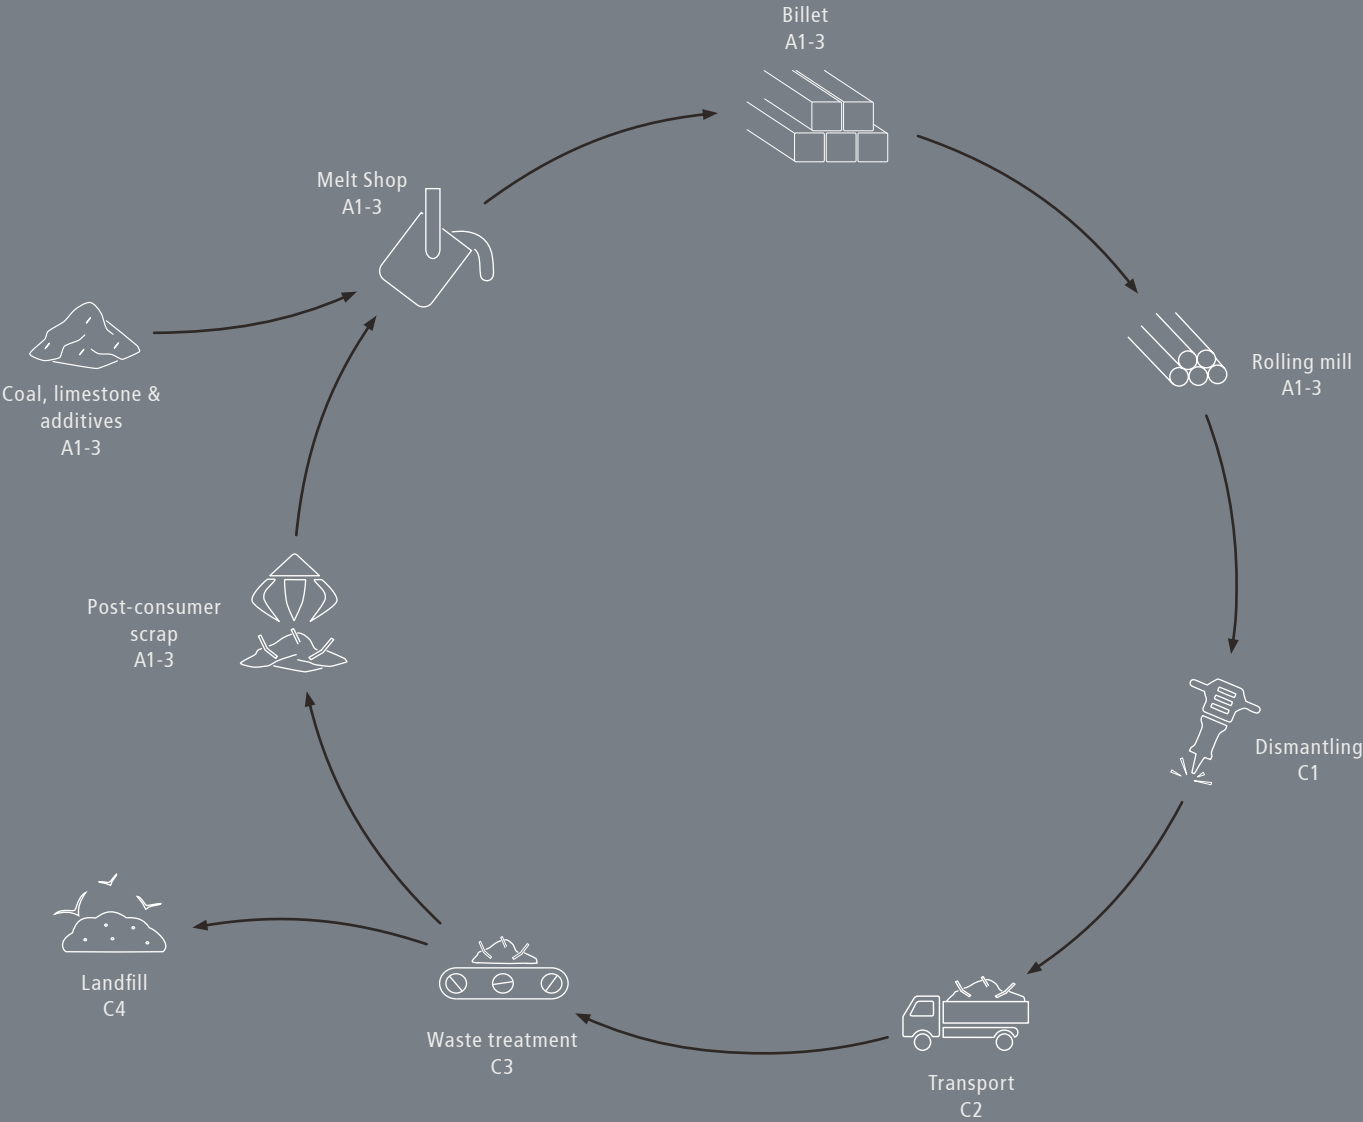 Billet
A1-3
Melt Shop
A1-3
Rolling mill
A1-3
Coal, limestone &
additives
A1-3
Post-consumer
scrap
A1-3
Dismantling
C1
Landfill
C4
Waste treatment
C3
Transport
C2